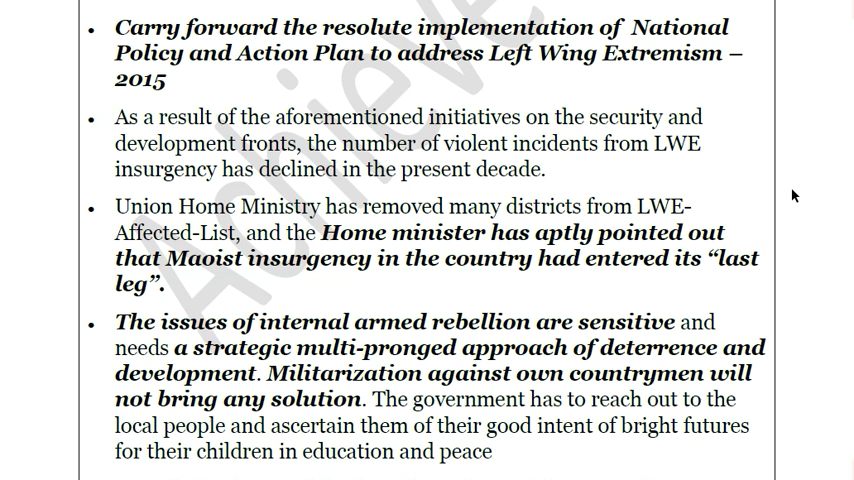 • Carry forward the resolute implementation of National
Policy and Action Plan to address Left Wing Extremism –
2015
• As a result of the aforementioned initiatives on the security and
development fronts, the number of violent incidents from LWE
insurgency has declined in the present decade.
• Union Home Ministry has removed many districts from LWE-
Affected-List, and the Home minister has aptly pointed out
that Maoist insurgency in the country had entered its “last
leg”.
• The issues of internal armed rebellion are sensitive and
needs a strategic multi-pronged approach of deterrence and
development. Militarization against own countrymen will
not bring any solution. The government has to reach out to the
local people and ascertain them of their good intent of bright futures
for their children in education and peace
Achieve